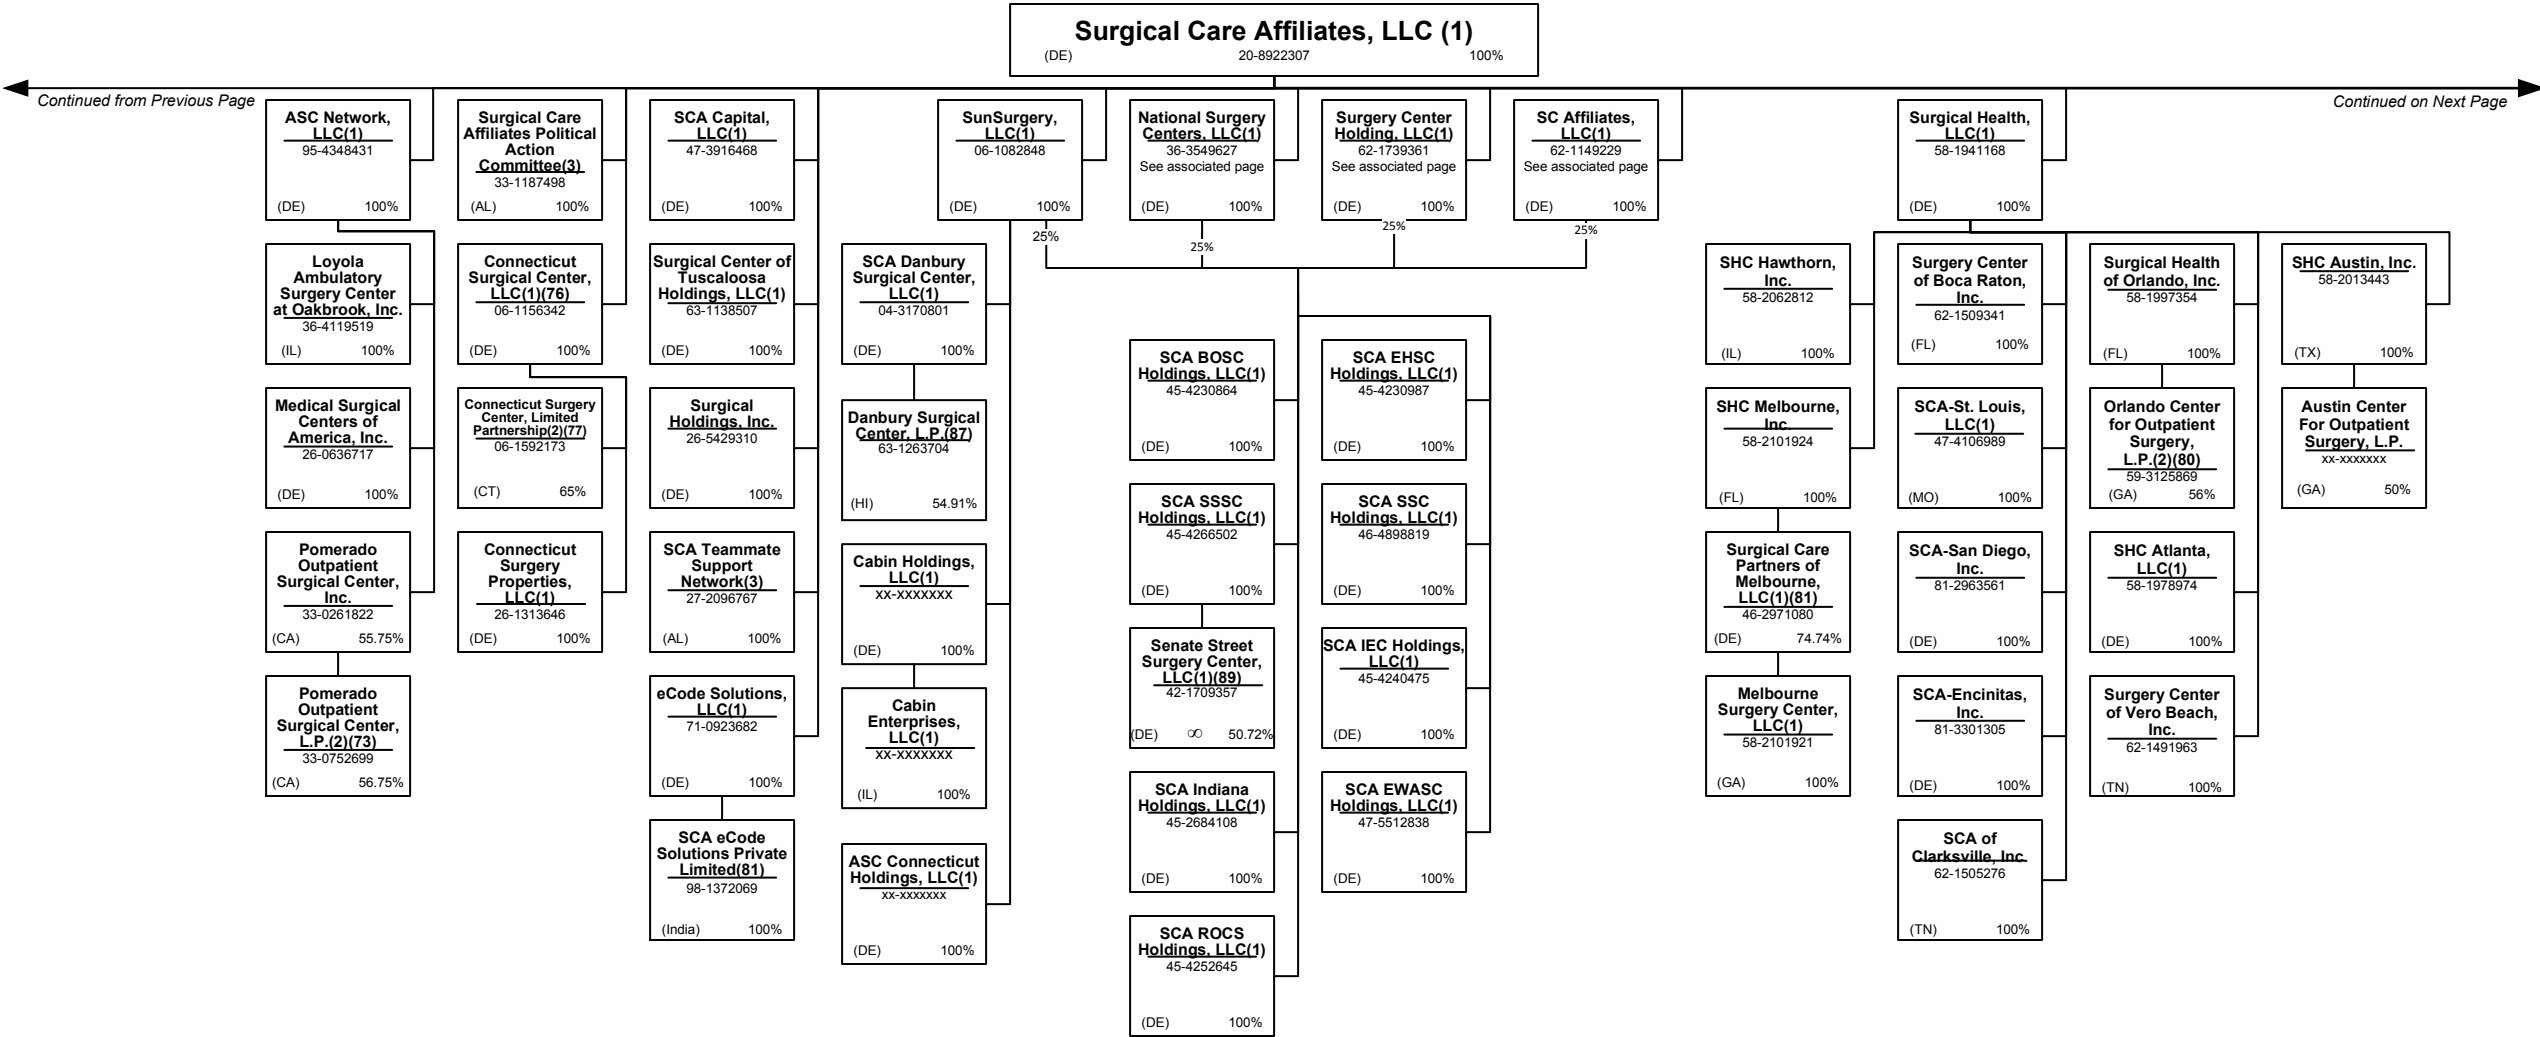 Surgical Care Affiliates, LLC (1)
(DE) 20-8922307 100%
Continued from Previous Page
Continued on Next Page
ASC Network,
LLC(1)
95-4348431
(DE) 100%
Surgical Care
Affiliates Political
Action
Committee(3)
33-1187498
(AL) 100%
SCA Capital,
LLC(1)
47-3916468
(DE) 100%
SunSurgery,
LLC(1)
06-1082848
(DE) 100%
National Surgery
Centers, LLC(1)
36-3549627
See associated page
(DE) 100%
Surgery Center
Holding, LLC(1)
62-1739361
See associated page
(DE) 100%
SC Affiliates,
LLC(1)
62-1149229
See associated page
(DE) 100%
Surgical Health,
LLC(1)
58-1941168
(DE) 100%
25%
25%
25%
25%
Loyola
Ambulatory
Surgery Center
at Oakbrook, Inc.
36-4119519
(IL) 100%
Medical Surgical
Centers of
America, Inc.
26-0636717
(DE) 100%
Pomerado
Outpatient
Surgical Center,
Inc.
33-0261822
(CA) 55.75%
Pomerado
Outpatient
Surgical Center,
L.P.(2)(73)
33-0752699
(CA) 56.75%
Connecticut
Surgical Center,
LLC(1)(76)
06-1156342
(DE) 100%
Connecticut Surgery
Center, Limited
Partnership(2)(77)
06-1592173
(CT) 65%
Connecticut
Surgery
Properties,
LLC(1)
26-1313646
(DE) 100%
Surgical Center of
Tuscaloosa
Holdings, LLC(1)
63-1138507
(DE) 100%
Surgical
Holdings, Inc.
26-5429310
(DE) 100%
SCA Teammate
Support
Network(3)
27-2096767
(AL) 100%
eCode Solutions,
LLC(1)
71-0923682
(DE) 100%
SCA eCode
Solutions Private
Limited(81)
98-1372069
(India) 100%
SCA Danbury
Surgical Center,
LLC(1)
04-3170801
(DE) 100%
Danbury Surgical
Center, L.P.(87)
63-1263704
(HI) 54.91%
Cabin Holdings,
LLC(1)
xx-xxxxxxx
(DE) 100%
Cabin
Enterprises,
LLC(1)
xx-xxxxxxx
(IL) 100%
ASC Connecticut
Holdings, LLC(1)
xx-xxxxxxx
(DE) 100%
SCA BOSC
Holdings, LLC(1)
45-4230864
(DE) 100%
SCA SSSC
Holdings, LLC(1)
45-4266502
(DE) 100%
Senate Street
Surgery Center,
LLC(1)(89)
42-1709357
(DE) ∞ 50.72%
SCA Indiana
Holdings, LLC(1)
45-2684108
(DE) 100%
SCA ROCS
Holdings, LLC(1)
45-4252645
(DE) 100%
SCA EHSC
Holdings, LLC(1)
45-4230987
(DE) 100%
SCA SSC
Holdings, LLC(1)
46-4898819
(DE) 100%
SCA IEC Holdings,
LLC(1)
45-4240475
(DE) 100%
SCA EWASC
Holdings, LLC(1)
47-5512838
(DE) 100%
SHC Hawthorn,
Inc.
58-2062812
(IL) 100%
SHC Melbourne,
Inc.
58-2101924
(FL) 100%
Surgical Care
Partners of
Melbourne,
LLC(1)(81)
46-2971080
(DE) 74.74%
Melbourne
Surgery Center,
LLC(1)
58-2101921
(GA) 100%
Surgery Center
of Boca Raton,
Inc.
62-1509341
(FL) 100%
SCA-St. Louis,
LLC(1)
47-4106989
(MO) 100%
SCA-San Diego,
Inc.
81-2963561
(DE) 100%
SCA-Encinitas,
Inc.
81-3301305
(DE) 100%
SCA of
Clarksville, Inc.
62-1505276
(TN) 100%
Surgical Health
of Orlando, Inc.
58-1997354
(FL) 100%
Orlando Center
for Outpatient
Surgery,
L.P.(2)(80)
59-3125869
(GA) 56%
SHC Atlanta,
LLC(1)
58-1978974
(DE) 100%
Surgery Center
of Vero Beach,
Inc.
62-1491963
(TN) 100%
SHC Austin, Inc.
58-2013443
(TX) 100%
Austin Center
For Outpatient
Surgery, L.P.
xx-xxxxxxx
(GA) 50%